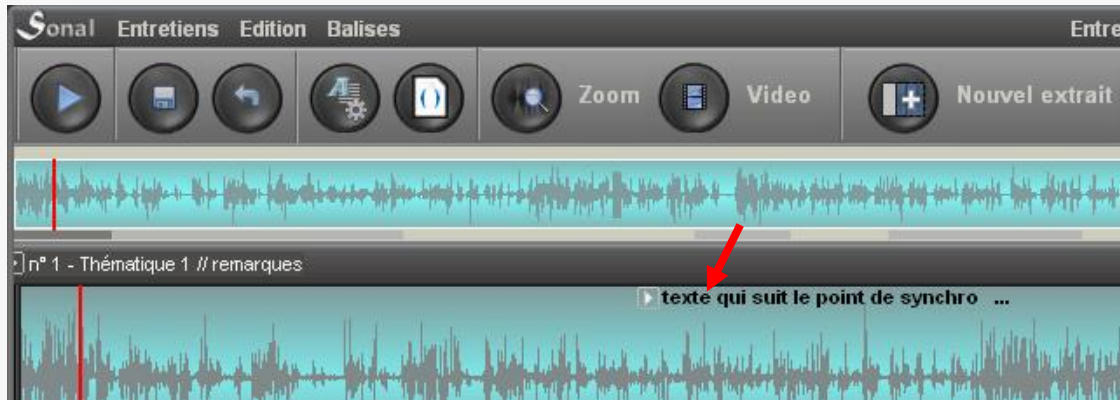 Sonal Entretiens Edition Balises Entre
Zoom Video Nouvel extrait
n° 1 - Thématique 1 // remarques
texte qui suit le point de synchro ...